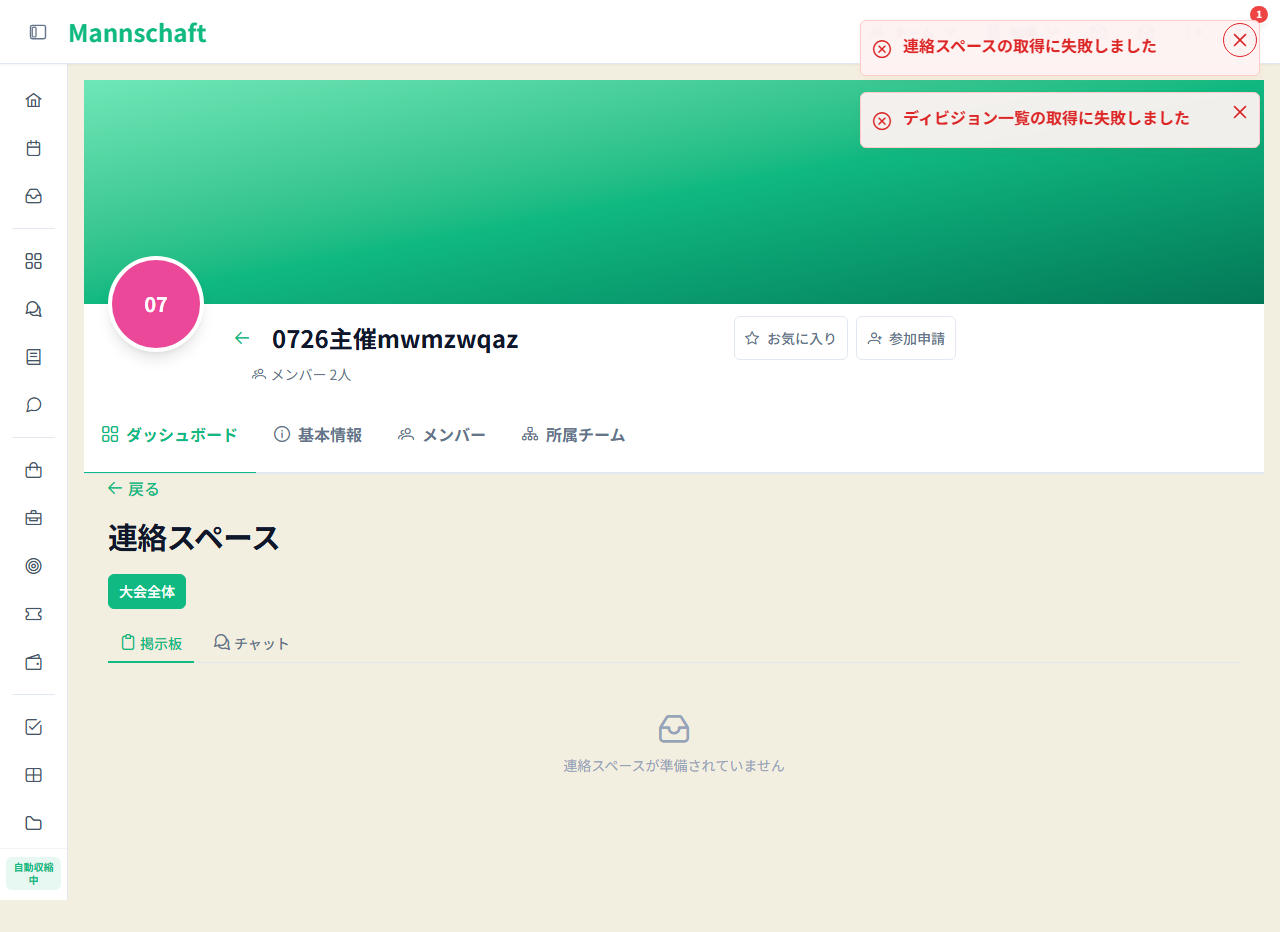 Mannschaft
1
連絡スペースの取得に失敗しました
ディビジョン一覧の取得に失敗しました
07
0726主催mwmzwqaz
お気に入り
参加申請
メンバー 2人
ダッシュボード
基本情報
メンバー
所属チーム
戻る
連絡スペース
大会全体
掲示板
チャット
連絡スペースが準備されていません
自動収縮
中